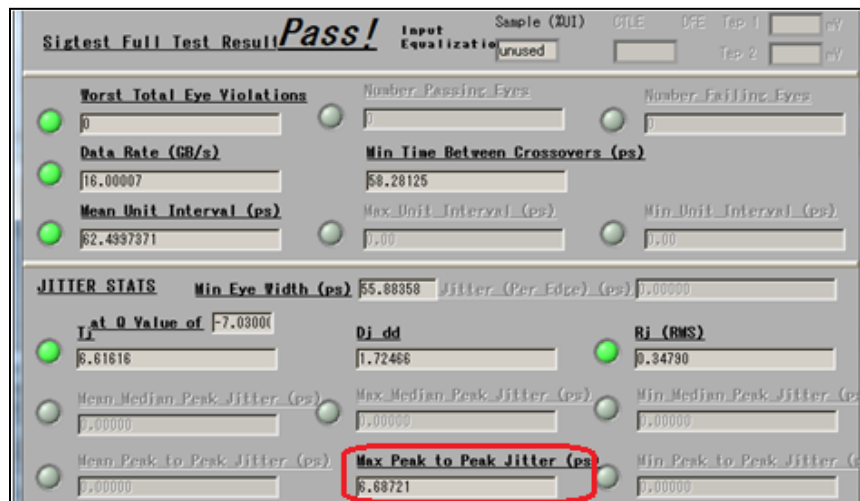 Sigtest Full Test Result Pass! Input Equalizatio Sample (%UI) CTLE DFE Tap 1 mV
unused Tap 2 mV
Worst Total Eye Violations Number Passing Eyes Number Failing Eyes
0 0 0
Data Rate (GB/s) Min Time Between Crossovers (ps)
16.00007 58.28125
Mean Unit Interval (ps) Max Unit Interval (ps) Min Unit Interval (ps)
62.4997371 0.00 0.00
JITTER STATS Min Eye Width (ps) 55.88358 Jitter (Per Edge) (ps) 0.00000
Tj at Q Value of -7.0300( Dj dd Rj (RMS)
6.61616 1.72466 0.34790
Mean Median Peak Jitter (ps) Max Median Peak Jitter (ps) Min Median Peak Jitter (ps
0.00000 0.00000 0.00000
Mean Peak to Peak Jitter (ps) Max Peak to Peak Jitter (ps) Min Peak to Peak Jitter (
0.00000 6.68721 0.00000